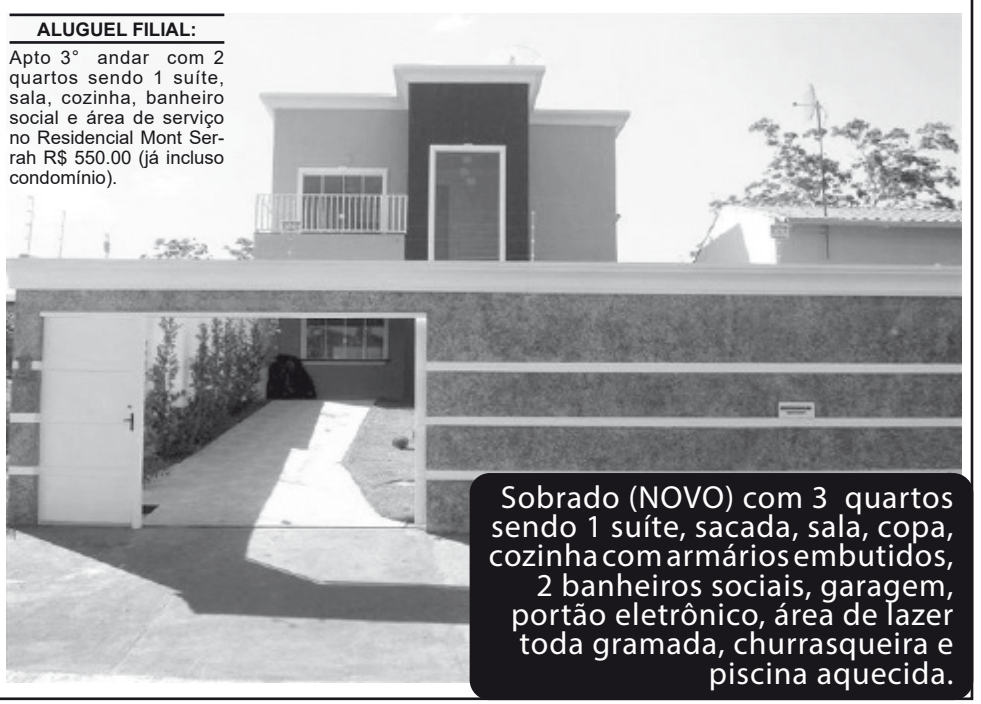 ALUGUEL FILIAL:
Apto 3° andar com 2
quartos sendo 1 suíte,
sala, cozinha, banheiro
social e área de serviço
no Residencial Mont Ser-
rah R$ 550.00 (já incluso
condomínio).
Sobrado (NOVO) com 3 quartos
sendo 1 suíte, sacada, sala, copa,
cozinha com armários embutidos,
2 banheiros sociais, garagem,
portão eletrônico, área de lazer
toda gramada, churrasqueira e
piscina aquecida.